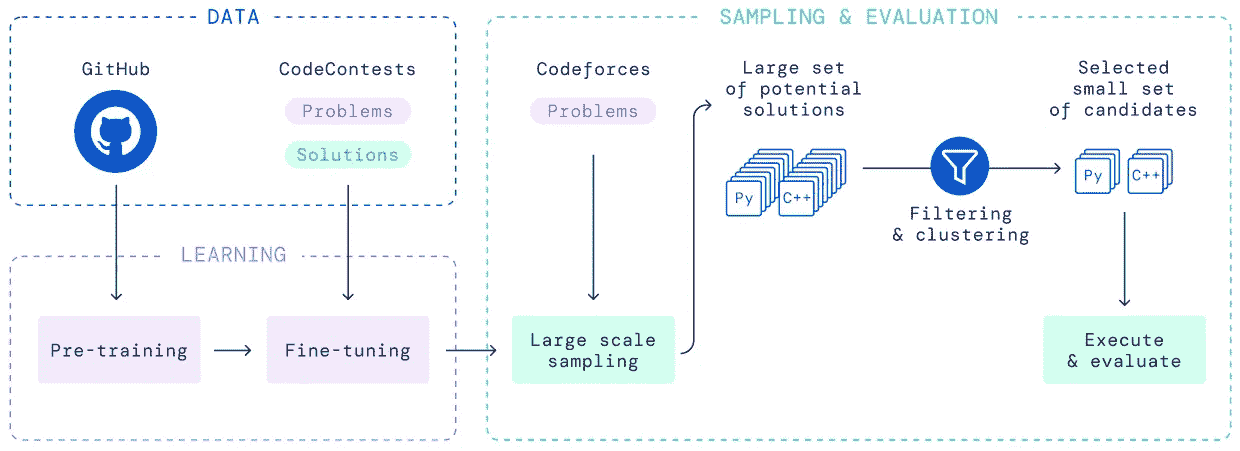 DATA
GitHub
CodeContests
Problems
Solutions
LEARNING
Pre-training
Fine-tuning
SAMPLING & EVALUATION
Codeforces
Problems
Large scale
sampling
Large set
of potential
solutions
Py
C++
Filtering
& clustering
Selected
small set
of candidates
Py
C++
Execute
& evaluate